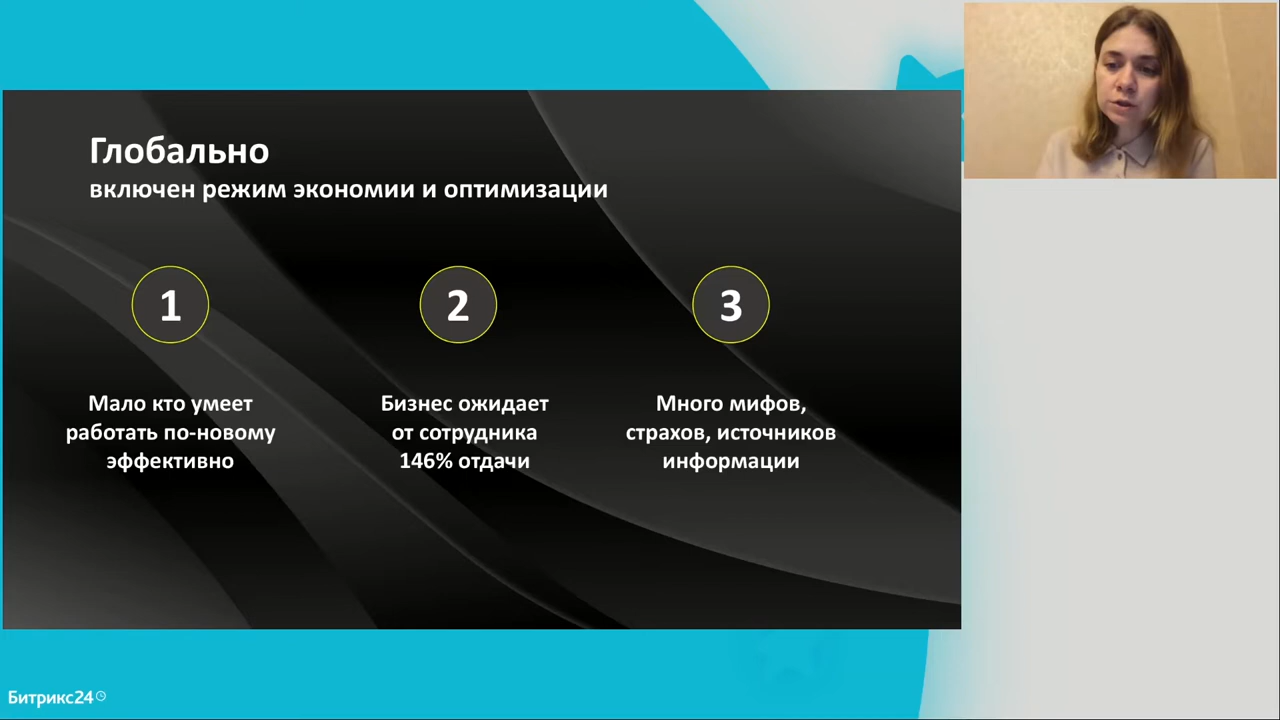 Глобально
включен режим экономии и оптимизации
1
2
3
Мало кто умеет
работать по-новому
эффективно
Бизнес ожидает
от сотрудника
146% отдачи
Много мифов,
страхов, источников
информации
Битрикс24